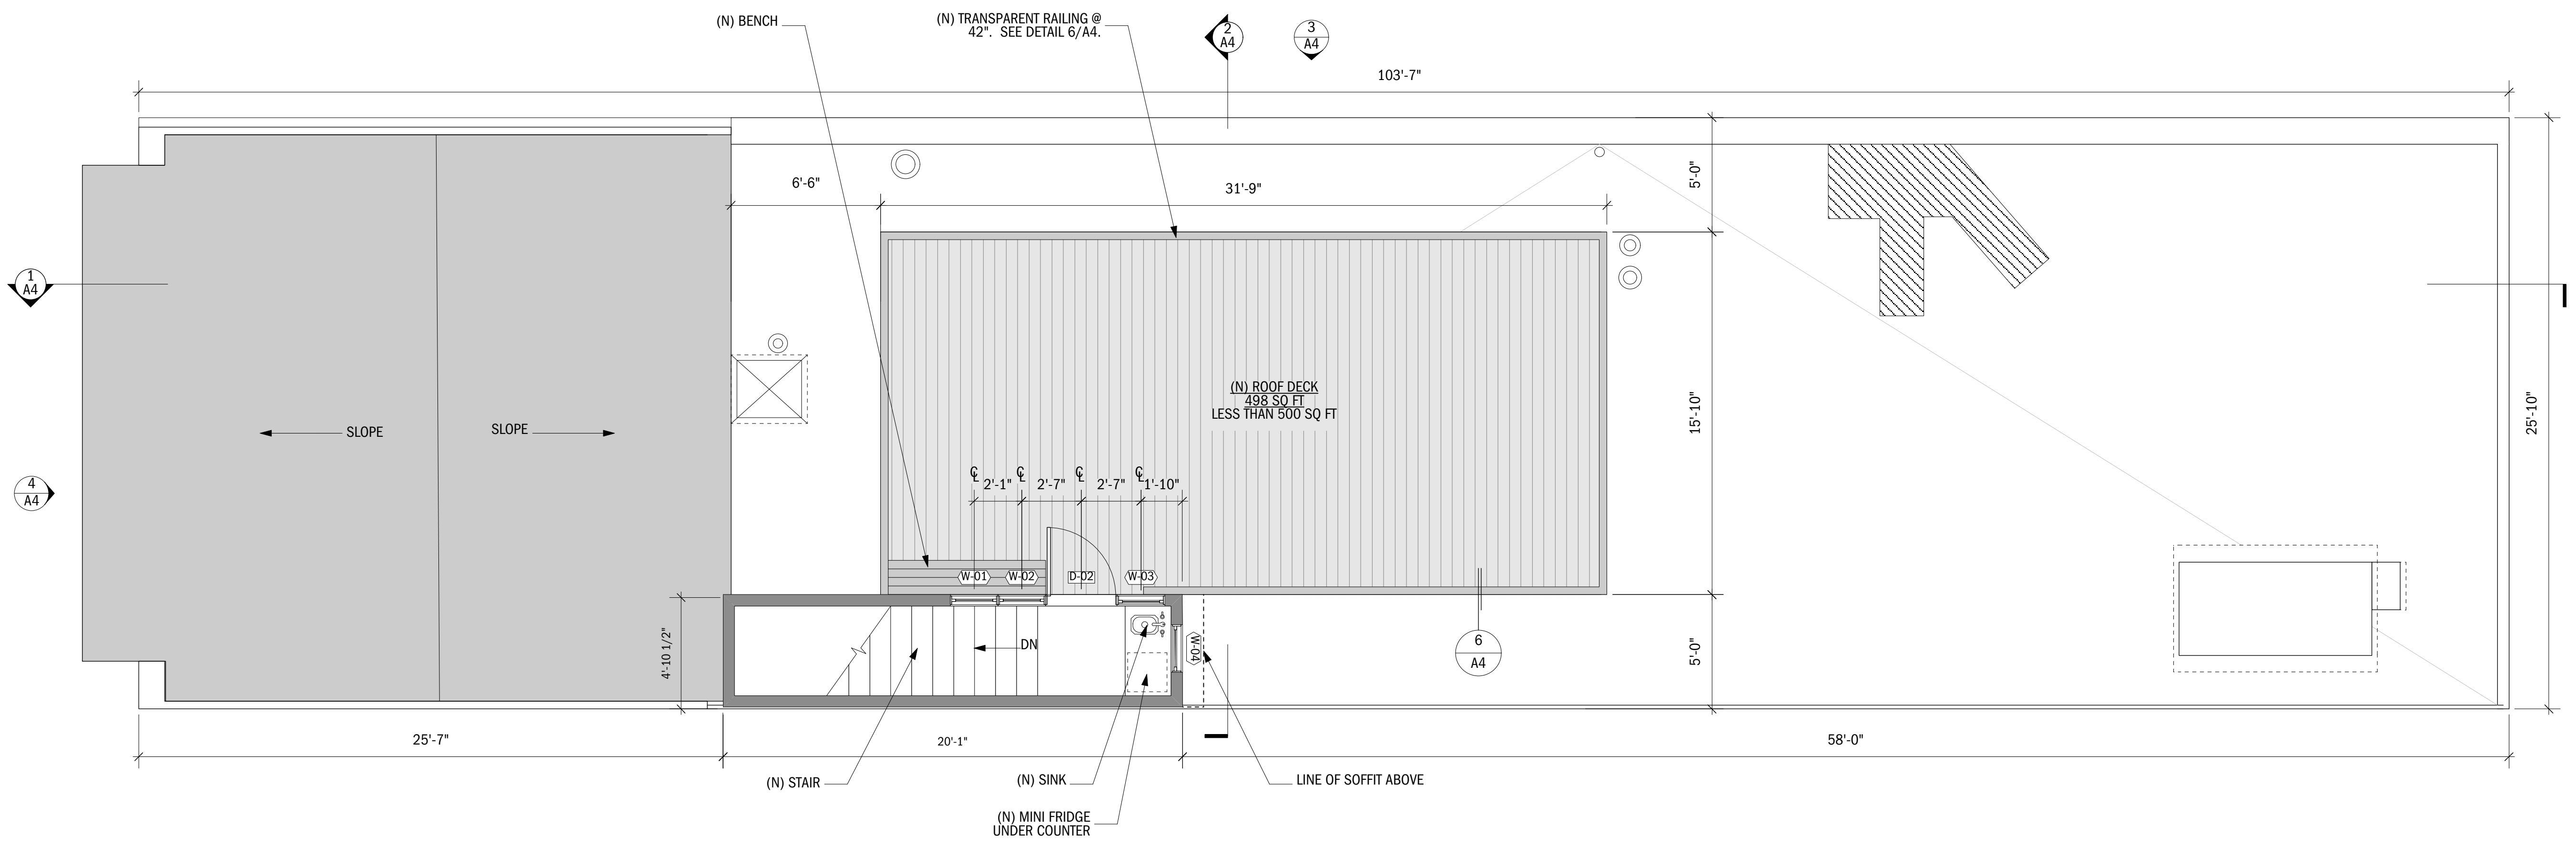 (N) BENCH
(N) TRANSPARENT RAILING @
42".  SEE DETAIL 6/A4.
2
A4
3
A4
103'-7"
6'-6"
31'-9"
5'-0"
1
A4
(N) ROOF DECK
498 SQ FT
LESS THAN 500 SQ FT
15'-10"
25'-10"
SLOPE
SLOPE
4
A4
℄ ℄ ℄ ℄
2'-1" 2'-7" 2'-7" 1'-10"
W-01 W-02 D-02 W-03
4'-10 1/2"
DN
W-04
6
A4
5'-0"
25'-7"
20'-1"
58'-0"
(N) STAIR
(N) SINK
LINE OF SOFFIT ABOVE
(N) MINI FRIDGE
UNDER COUNTER